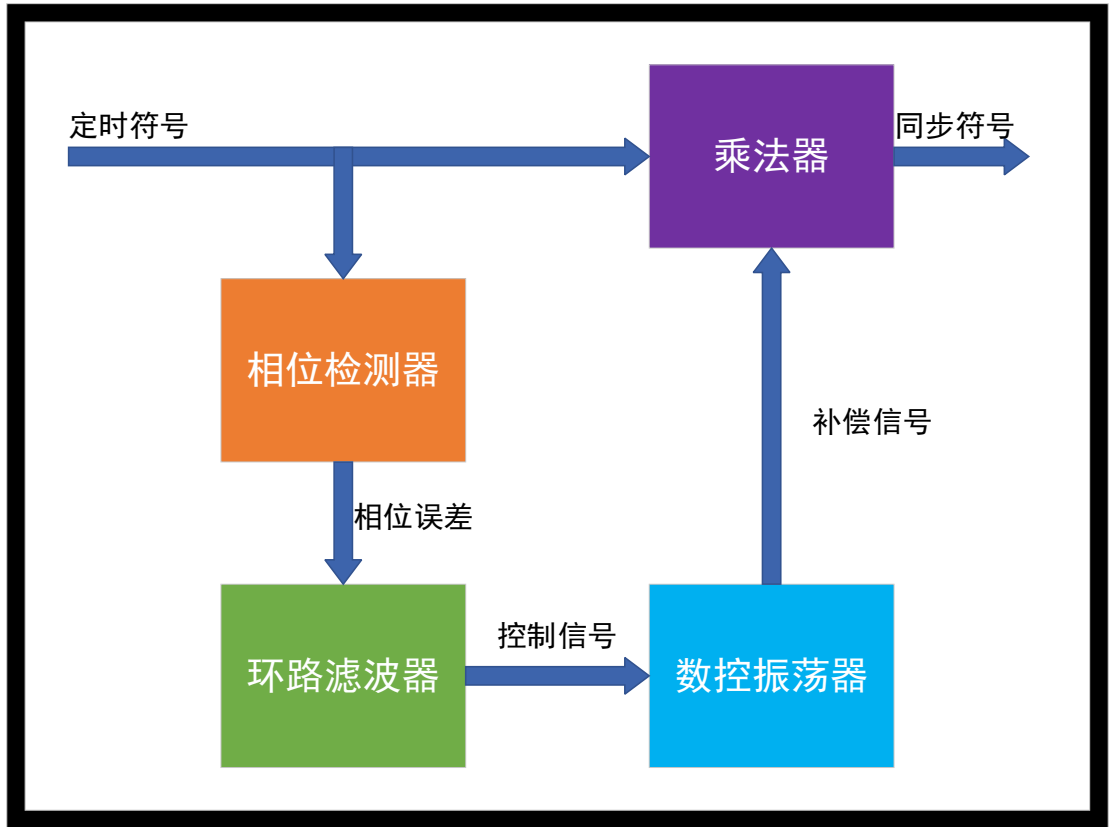 定时符号
乘法器
同步符号
相位检测器
补偿信号
相位误差
控制信号
环路滤波器
数控振荡器